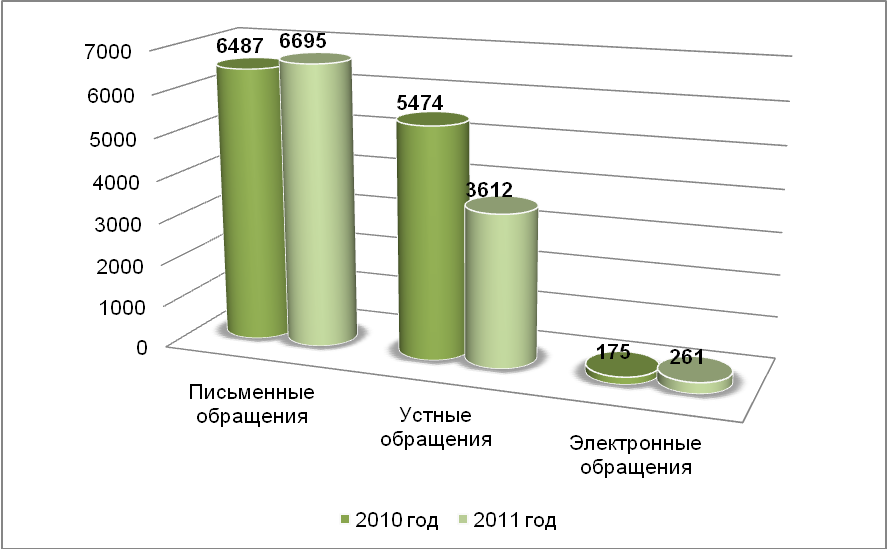 7000
6000
5000
4000
3000
2000
1000
0
6487
6695
5474
3612
175
261
Письменные
обращения
Устные
обращения
Электронные
обращения
2010 год
2011 год